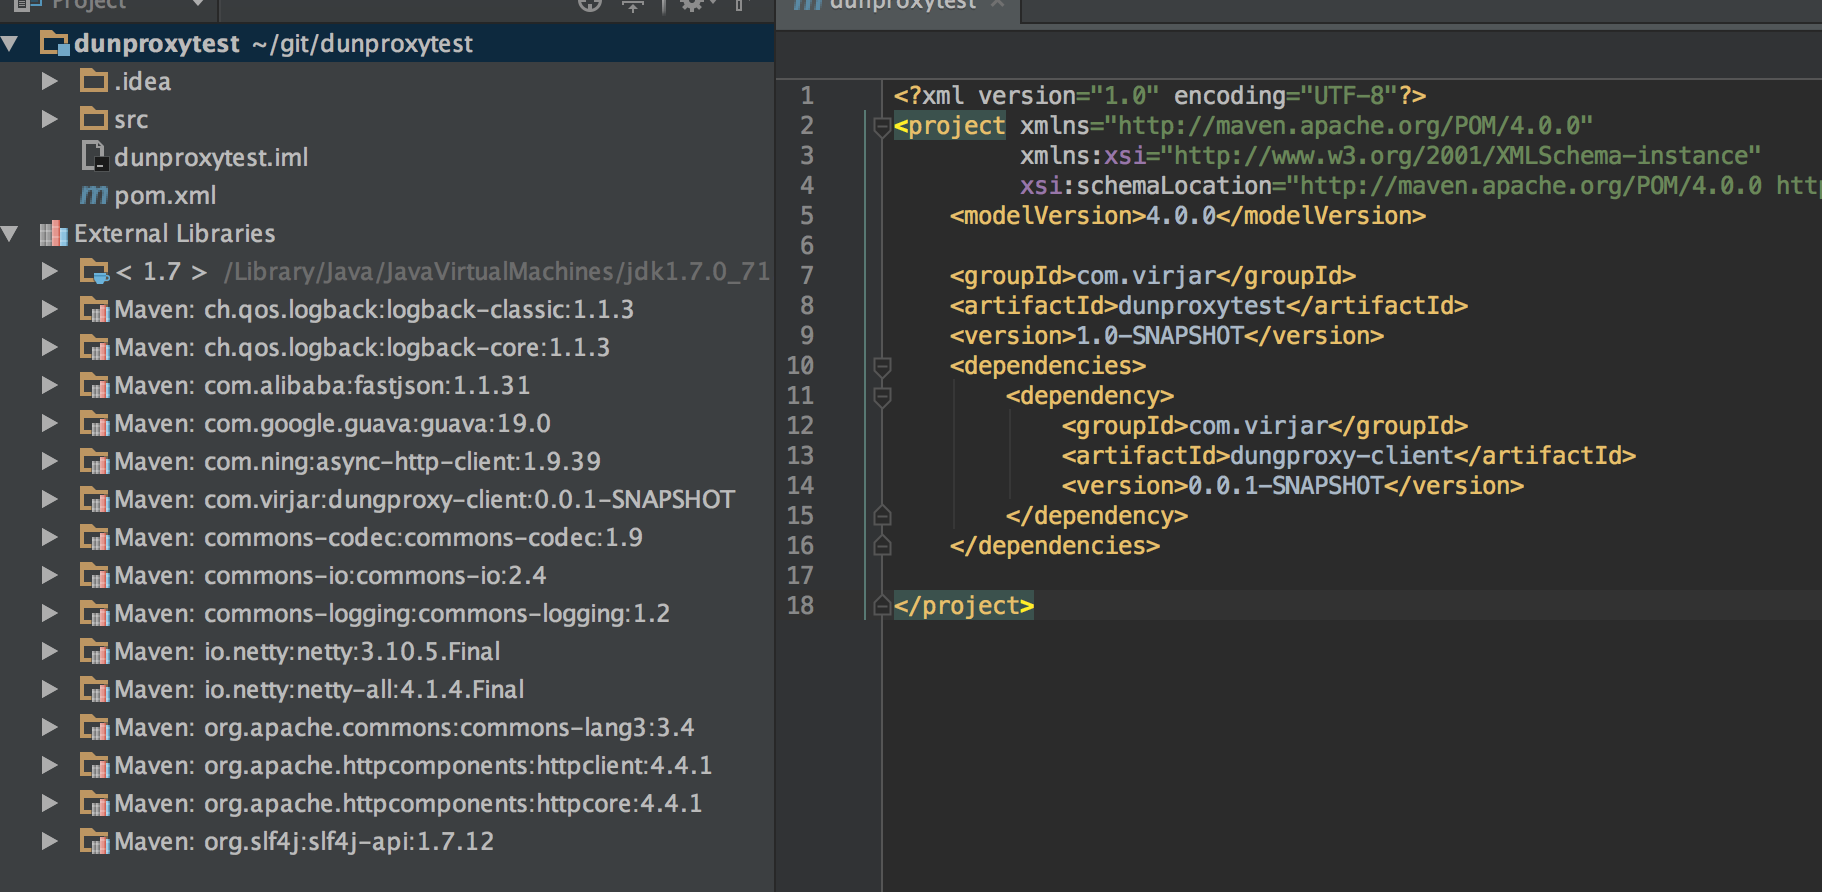 Project
dunproxytest ~/git/dunproxytest
.idea
src
dunproxytest.iml
pom.xml
External Libraries
< 1.7 > /Library/Java/JavaVirtualMachines/jdk1.7.0_71
Maven: ch.qos.logback:logback-classic:1.1.3
Maven: ch.qos.logback:logback-core:1.1.3
Maven: com.alibaba:fastjson:1.1.31
Maven: com.google.guava:guava:19.0
Maven: com.ning:async-http-client:1.9.39
Maven: com.virjar:dungproxy-client:0.0.1-SNAPSHOT
Maven: commons-codec:commons-codec:1.9
Maven: commons-io:commons-io:2.4
Maven: commons-logging:commons-logging:1.2
Maven: io.netty:netty:3.10.5.Final
Maven: io.netty:netty-all:4.1.4.Final
Maven: org.apache.commons:commons-lang3:3.4
Maven: org.apache.httpcomponents:httpclient:4.4.1
Maven: org.apache.httpcomponents:httpcore:4.4.1
Maven: org.slf4j:slf4j-api:1.7.12
m dunproxytest
1 <?xml version="1.0" encoding="UTF-8"?>
2 <project xmlns="http://maven.apache.org/POM/4.0.0"
3 xmlns:xsi="http://www.w3.org/2001/XMLSchema-instance"
4 xsi:schemaLocation="http://maven.apache.org/POM/4.0.0 http
5 <modelVersion>4.0.0</modelVersion>
6
7 <groupId>com.virjar</groupId>
8 <artifactId>dunproxytest</artifactId>
9 <version>1.0-SNAPSHOT</version>
10 <dependencies>
11 <dependency>
12 <groupId>com.virjar</groupId>
13 <artifactId>dungproxy-client</artifactId>
14 <version>0.0.1-SNAPSHOT</version>
15 </dependency>
16 </dependencies>
17
18 </project>